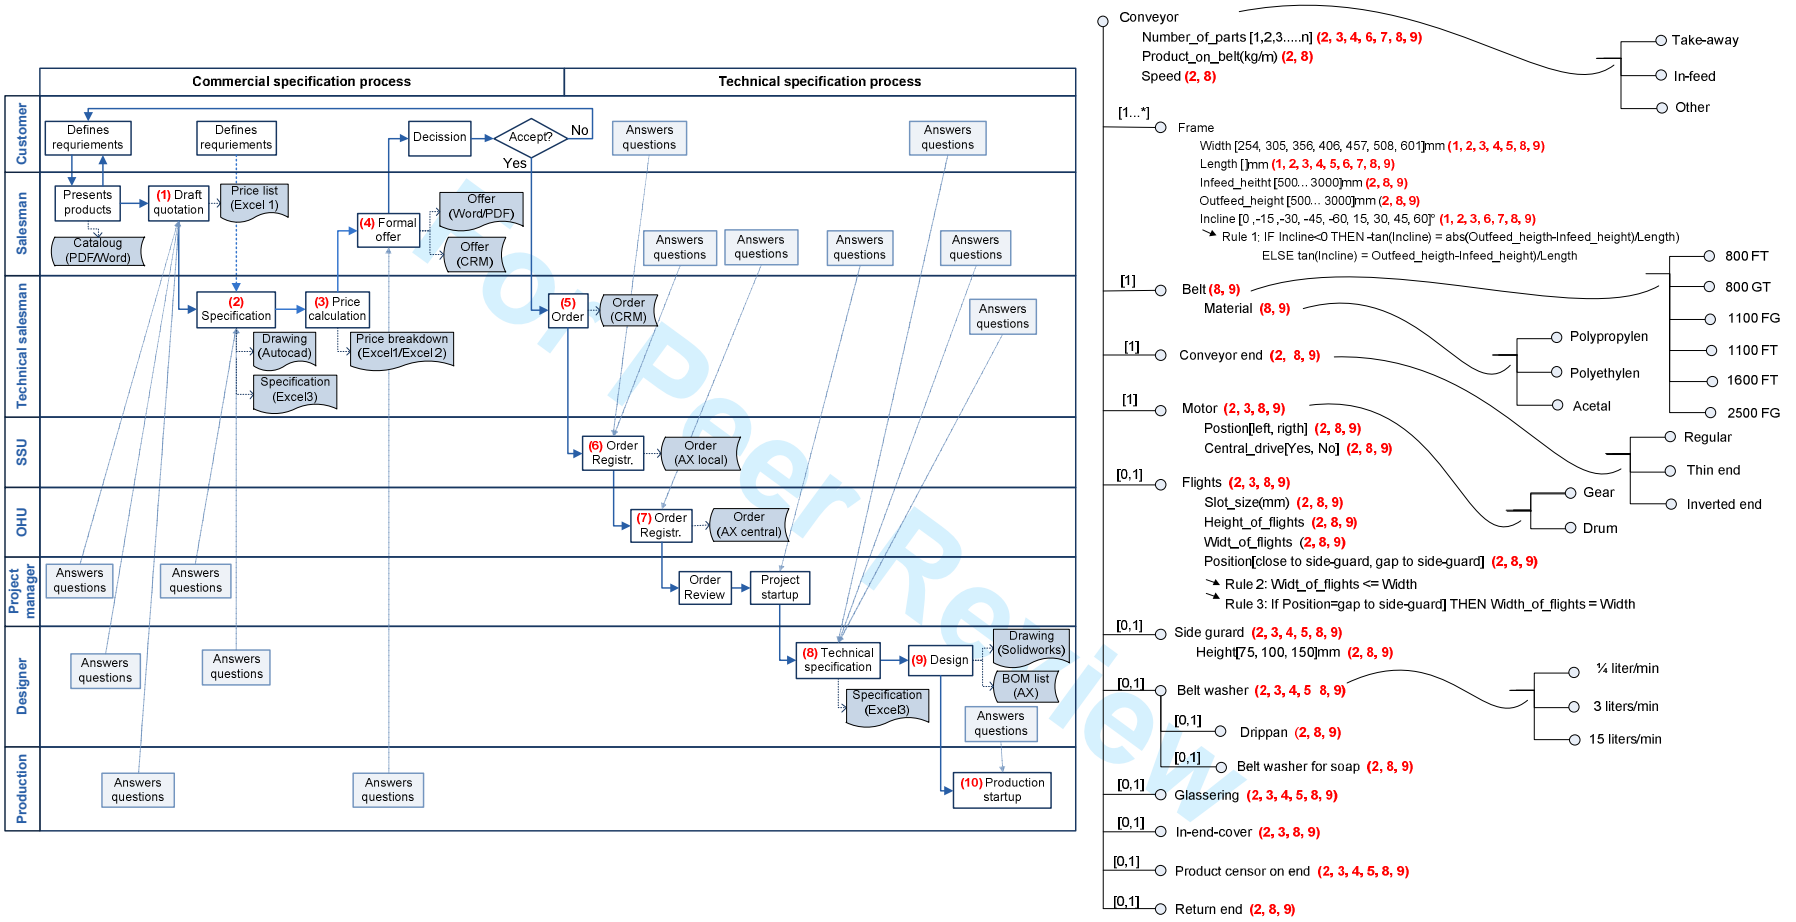 Commercial specification process
Technical specification process
Customer
Defines
requriements
Defines
requriements
Decission
Accept?
No
Yes
Answers
questions
Answers
questions
Salesman
Presents
products
(1) Draft
quotation
Price list
(Excel 1)
Cataloug
(PDF/Word)
(4) Formal
offer
Offer
(Word/PDF)
Offer
(CRM)
Answers
questions
Answers
questions
Answers
questions
Answers
questions
Technical salesman
(2)
Specification
(3) Price
calculation
Drawing
(Autocad)
Price breakdown
(Excel1/Excel 2)
Specification
(Excel3)
(5)
Order
Order
(CRM)
Answers
questions
SSU
(6) Order
Registr.
Order
(AX local)
OHU
(7) Order
Registr.
Order
(AX central)
Project
manager
Answers
questions
Answers
questions
Order
Review
Project
startup
Designer
Answers
questions
Answers
questions
(8) Technical
specification
(9) Design
Drawing
(Solidworks)
BOM list
(AX)
Specification
(Excel3)
Answers
questions
Production
Answers
questions
Answers
questions
(10) Production
startup
For Peer Review
Conveyor
Number_of_parts [1,2,3.....n] (2, 3, 4, 6, 7, 8, 9)
Product_on_belt(kg/m) (2, 8)
Speed (2, 8)
Take-away
In-feed
Other
[1...*]
Frame
Width [254, 305, 356, 406, 457, 508, 601]mm (1, 2, 3, 4, 5, 8, 9)
Length []mm (1, 2, 3, 4, 5, 6, 7, 8, 9)
Infeed_heitht [500... 3000]mm (2, 8, 9)
Outfeed_height [500... 3000]mm (2, 8, 9)
Incline [0 ,-15 ,-30, -45, -60, 15, 30, 45, 60]° (1, 2, 3, 6, 7, 8, 9)
Rule 1; IF Incline<0 THEN -tan(Incline) = abs(Outfeed_heigth-Infeed_height)/Length)
ELSE tan(Incline) = Outfeed_heigth-Infeed_height)/Length
[1]
Belt (8, 9)
Material (8, 9)
800 FT
800 GT
1100 FG
1100 FT
1600 FT
2500 FG
Polypropylen
Polyethylen
Acetal
[1]
Conveyor end (2, 8, 9)
Regular
Thin end
Inverted end
[1]
Motor (2, 3, 8, 9)
Postion[left, rigth] (2, 8, 9)
Central_drive[Yes, No] (2, 8, 9)
Gear
Drum
[0,1]
Flights (2, 3, 8, 9)
Slot_size(mm) (2, 8, 9)
Height_of_flights (2, 8, 9)
Widt_of_flights (2, 8, 9)
Position[close to side-guard, gap to side-guard] (2, 8, 9)
Rule 2: Widt_of_flights <= Width
Rule 3: If Position=gap to side-guard] THEN Width_of_flights = Width
[0,1]
Side gurard (2, 3, 4, 5, 8, 9)
Height[75, 100, 150]mm (2, 8, 9)
[0,1]
Belt washer (2, 3, 4, 5 8, 9)
¼ liter/min
3 liters/min
15 liters/min
[0,1]
Drippan (2, 8, 9)
[0,1]
Belt washer for soap (2, 8, 9)
[0,1]
Glassering (2, 3, 4, 5, 8, 9)
[0,1]
In-end-cover (2, 3, 8, 9)
[0,1]
Product censor on end (2, 3, 4, 5, 8, 9)
[0,1]
Return end (2, 8, 9)